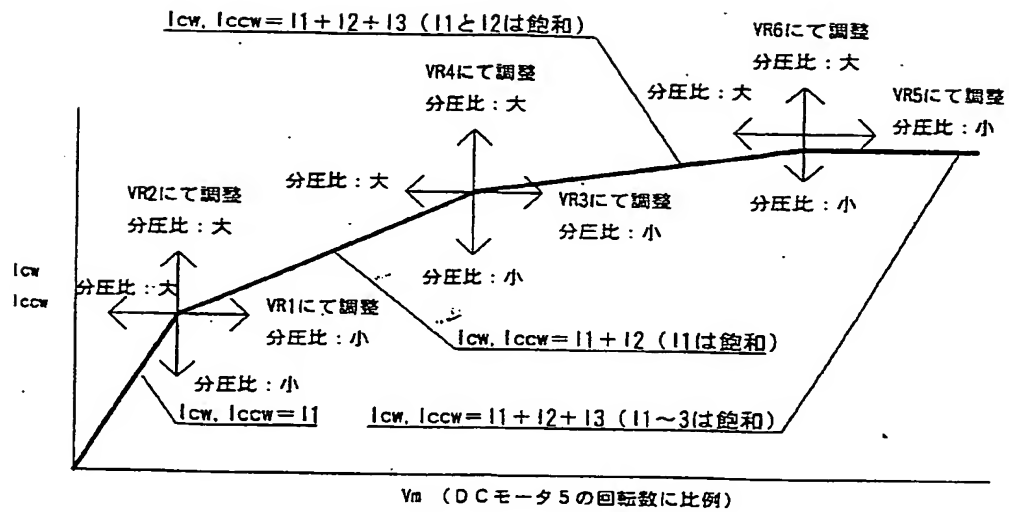 Icw, Iccw＝I1＋I2＋I3（I1とI2は飽和）
VR6にて調整
分圧比：大
VR4にて調整
分圧比：大
分圧比：大
VR5にて調整
分圧比：小
分圧比：大
VR2にて調整
分圧比：大
VR3にて調整
分圧比：小
分圧比：小
分圧比：小
Icw
Iccw
分圧比：大
VR1にて調整
分圧比：小
Icw, Iccw＝I1＋I2（I1は飽和）
分圧比：小
Icw, Iccw＝I1
Icw, Iccw＝I1＋I2＋I3（I1～3は飽和）
Vm （DCモータ5の回転数に比例）